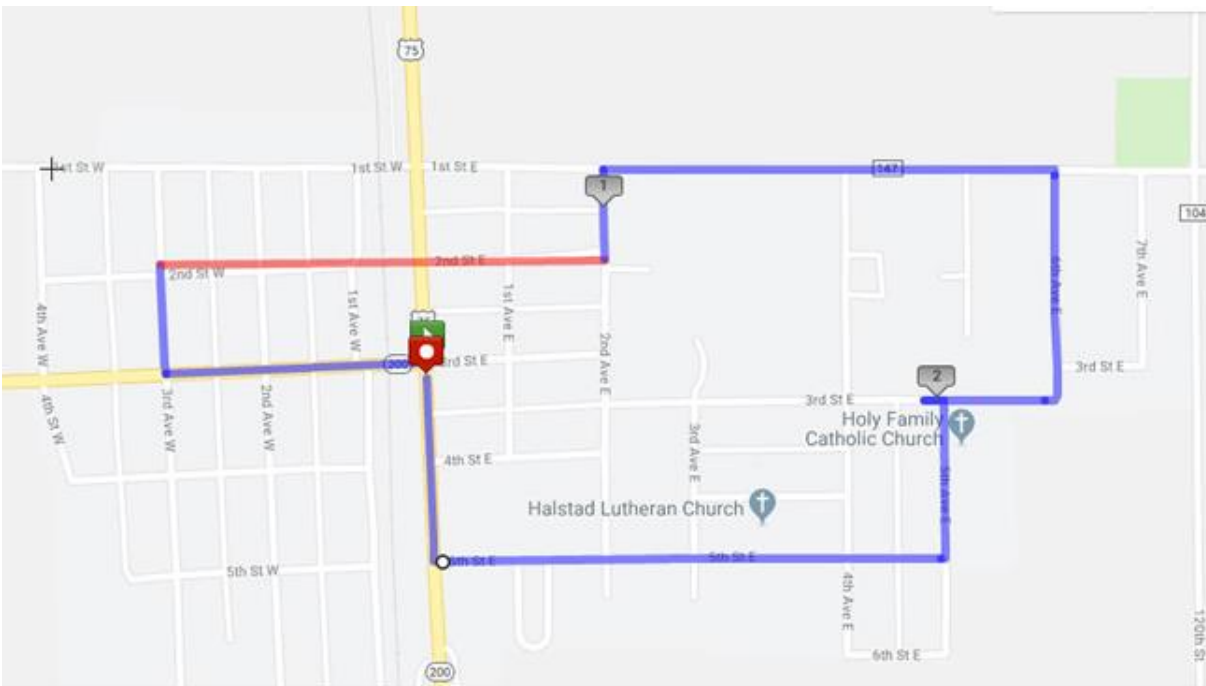 75
1st St W
1st St W
1st St E
147
1
104
2nd St E
2nd St W
7th Ave E
6th Ave E
4th Ave W
1st Ave W
1st Ave E
2nd Ave E
200
3rd St E
3rd St E
2
3rd St E
Holy Family
Catholic Church
4th St W
3rd Ave W
2nd Ave W
3rd Ave E
4th St E
5th Ave E
Halstad Lutheran Church
5th St E
5th St E
5th St W
4th Ave E
120th St
6th St E
200